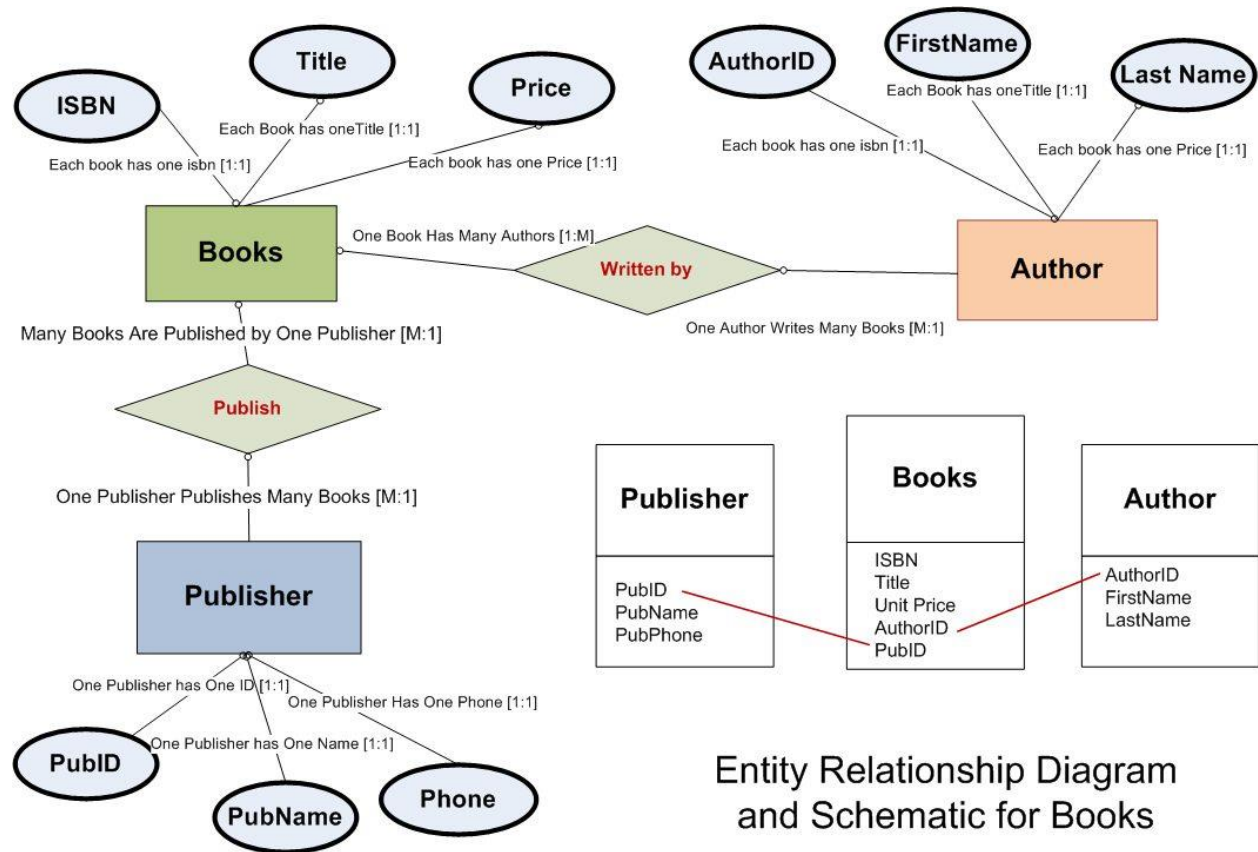 ISBN
Title
Price
Each Book has oneTitle [1:1]
Each book has one isbn [1:1]
Each book has one Price [1:1]
AuthorID
FirstName
Last Name
Each Book has oneTitle [1:1]
Each book has one isbn [1:1]
Each book has one Price [1:1]
Books
One Book Has Many Authors [1:M]
Written by
Author
One Author Writes Many Books [M:1]
Many Books Are Published by One Publisher [M:1]
Publish
One Publisher Publishes Many Books [M:1]
Publisher
One Publisher has One ID [1:1]
One Publisher Has One Phone [1:1]
One Publisher has One Name [1:1]
PubID
PubName
Phone
Publisher
PubID
PubName
PubPhone
Books
ISBN
Title
Unit Price
AuthorID
PubID
Author
AuthorID
FirstName
LastName
Entity Relationship Diagram
and Schematic for Books